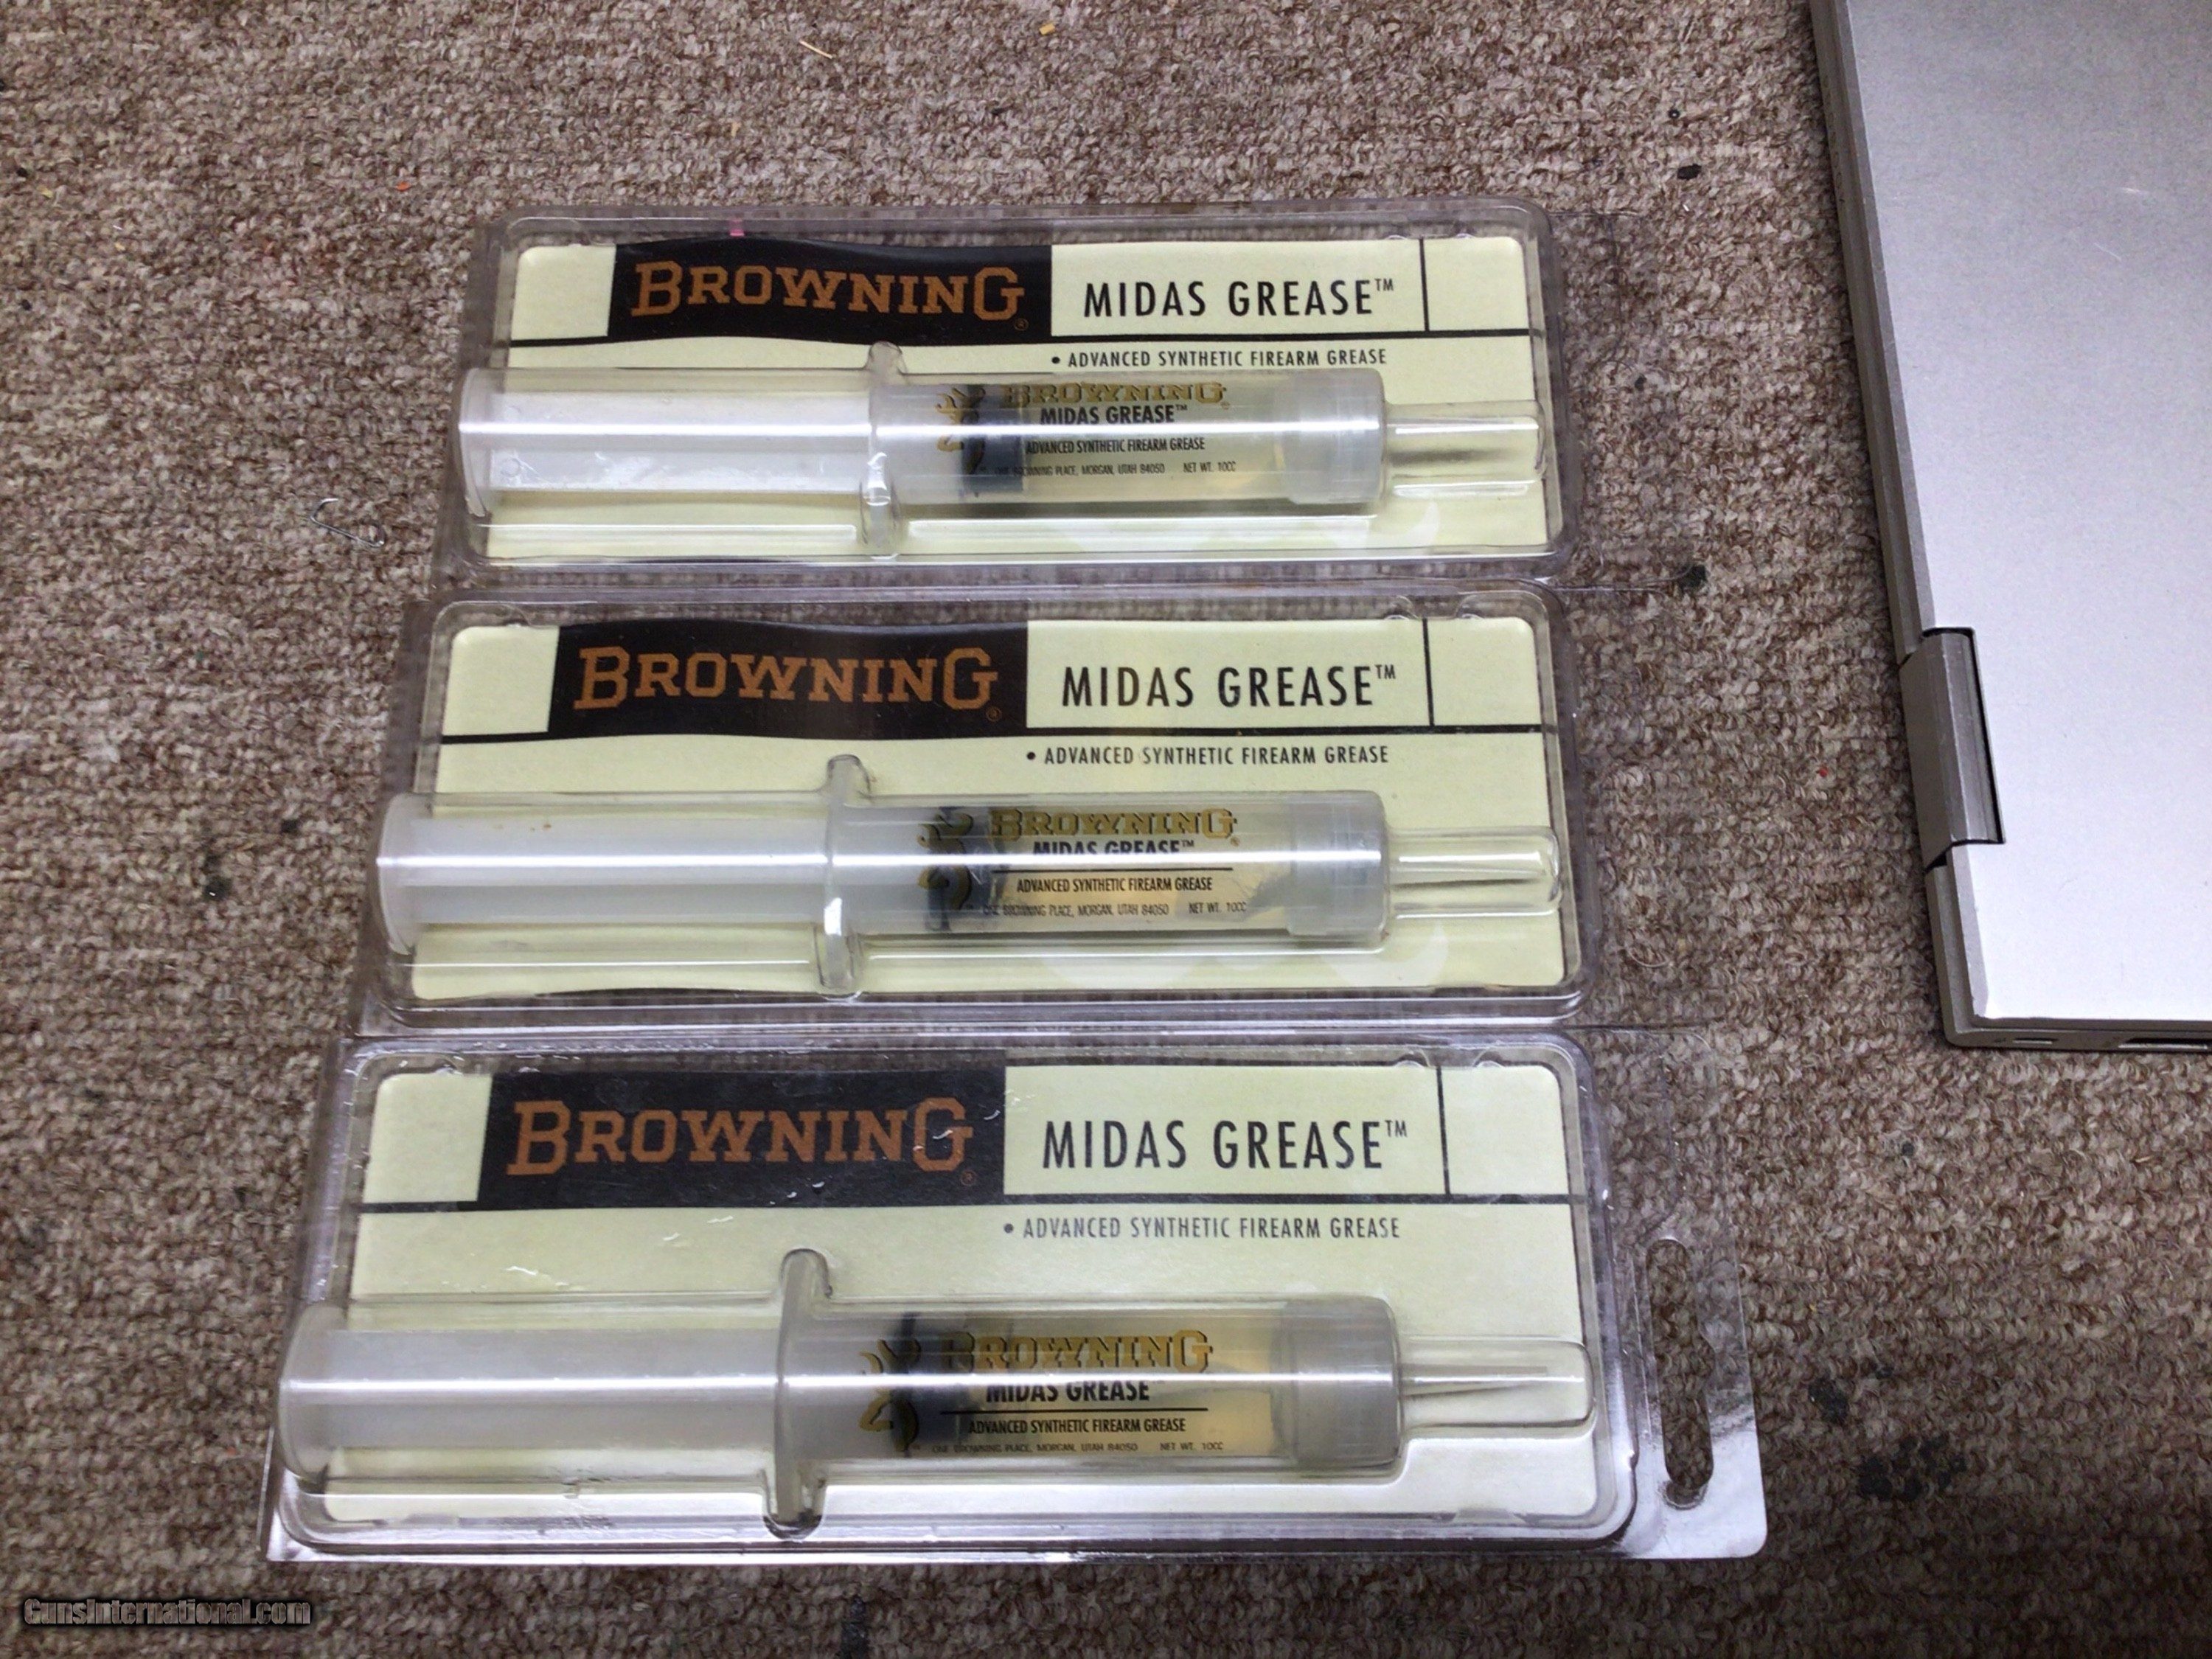 BROWNING® MIDAS GREASE™
• ADVANCED SYNTHETIC FIREARM GREASE
BROWNING®
MIDAS GREASE™
ADVANCED SYNTHETIC FIREARM GREASE
ONE BROWNING PLACE, MORGAN, UTAH 84050 NET WT. 10CC
BROWNING® MIDAS GREASE™
• ADVANCED SYNTHETIC FIREARM GREASE
BROWNING®
MIDAS GREASE™
ADVANCED SYNTHETIC FIREARM GREASE
ONE BROWNING PLACE, MORGAN, UTAH 84050 NET WT. 10CC
BROWNING® MIDAS GREASE™
• ADVANCED SYNTHETIC FIREARM GREASE
BROWNING
MIDAS GREASE
ADVANCED SYNTHETIC FIREARM GREASE
ONE BROWNING PLACE, MORGAN, UTAH 84050 NET WT. 10CC
GunsInternational.com